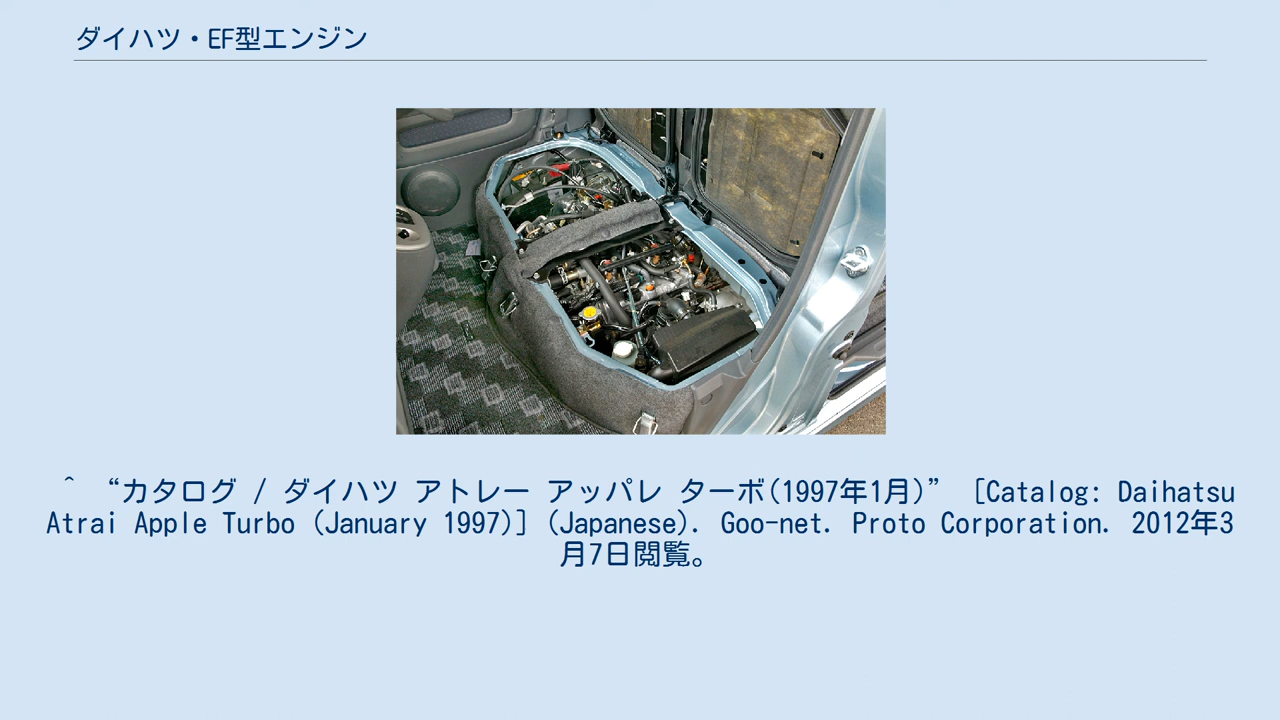 ダイハツ・EF型エンジン
^ “カタログ / ダイハツ アトレー アッパレ ターボ(1997年1月)” [Catalog: Daihatsu
Atrai Apple Turbo (January 1997)] (Japanese). Goo-net. Proto Corporation. 2012年3
月7日閲覧。